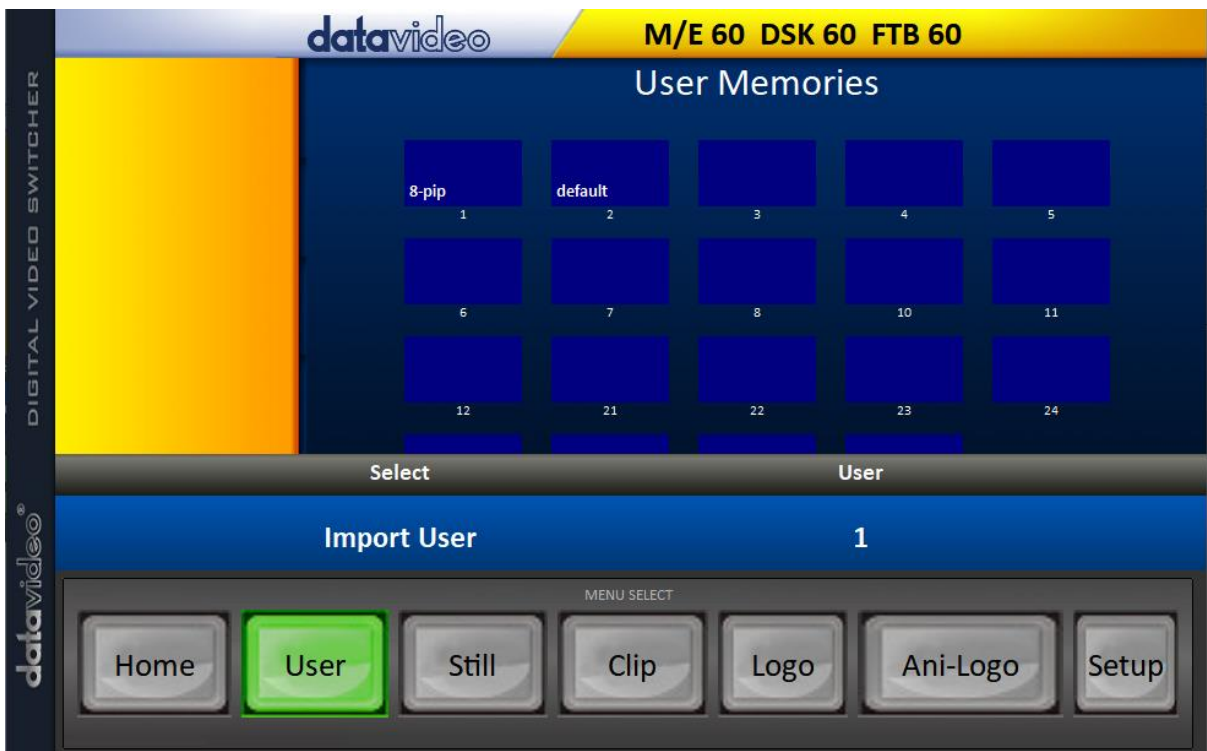 datavideo M/E 60 DSK 60 FTB 60
User Memories
8-pip default
1 2 3 4 5
6 7 8 10 11
12 21 22 23 24
Select User
Import User 1
MENU SELECT
Home User Still Clip Logo Ani-Logo Setup
DIGITAL VIDEO SWITCHER
datavideo®